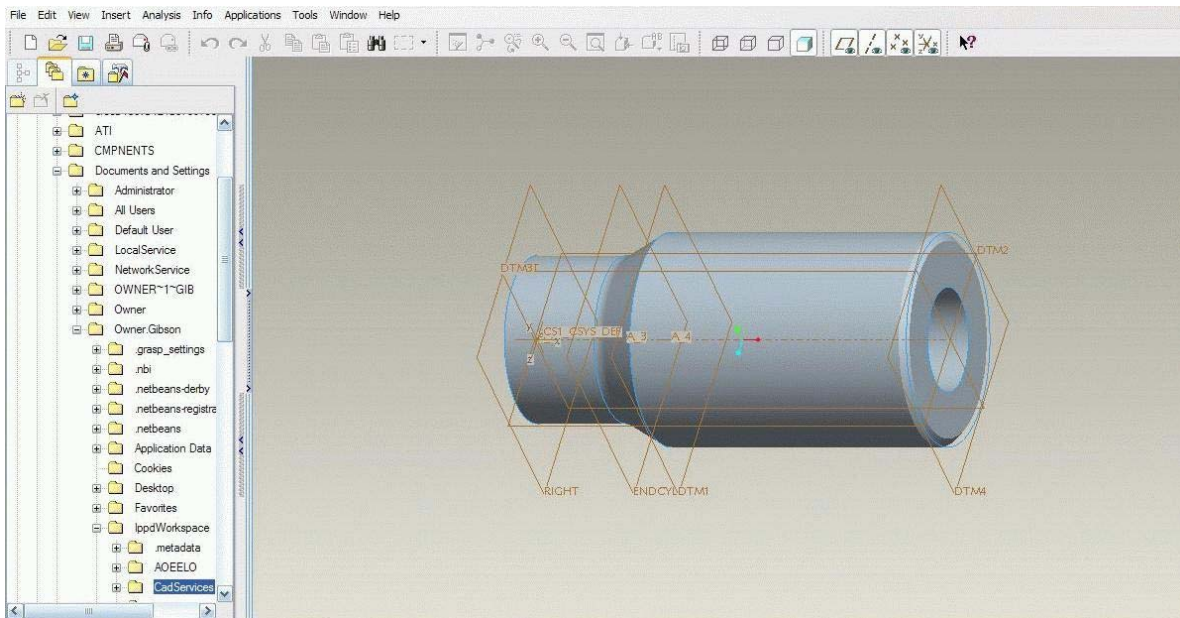 File Edit View Insert Analysis Info Applications Tools Window Help
ATI
CMPNENTS
Documents and Settings
Administrator
All Users
Default User
LocalService
NetworkService
OWNER~1~GIB
Owner
Owner.Gibson
.grasp_settings
.nbi
.netbeans-derby
.netbeans-registra
.netbeans
Application Data
Cookies
Desktop
Favorites
IppdWorkspace
.metadata
AOEELO
CadServices
DTM2
DTM3T
Y CS1 CSYS_DEF A_3 A_4
X
Z
RIGHT ENDCYLDTM1 DTM4